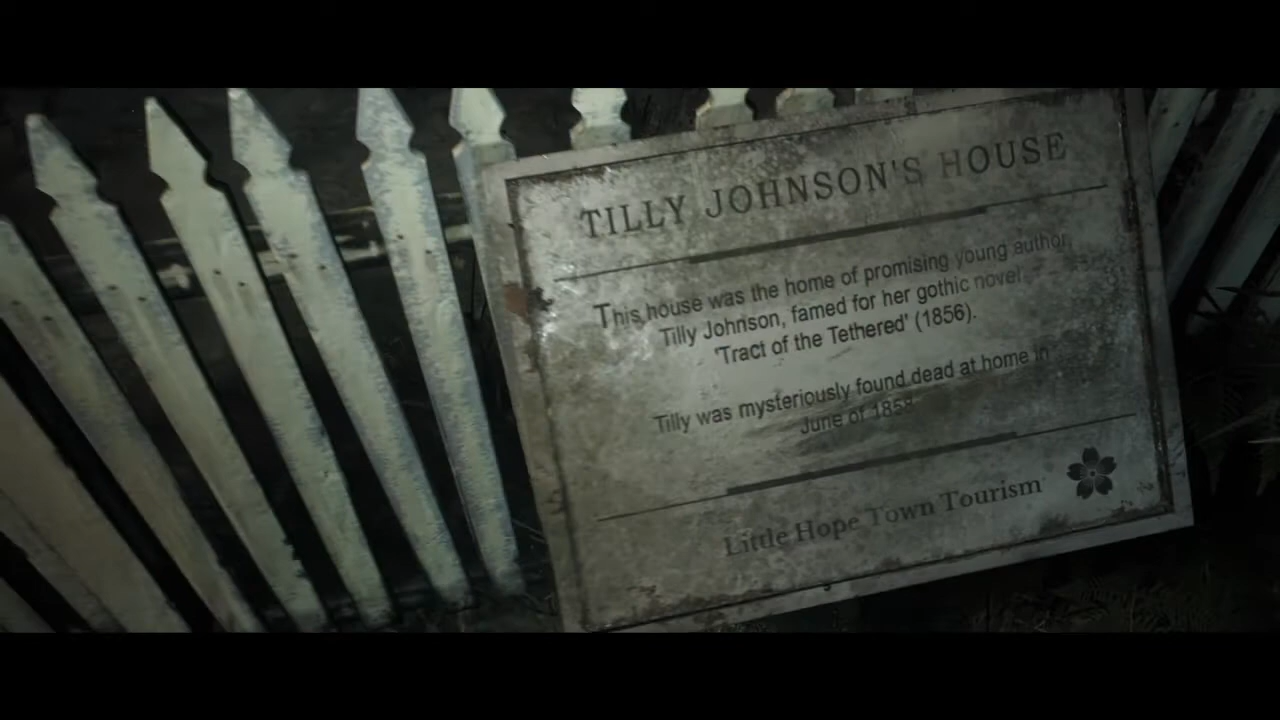 TILLY JOHNSON'S HOUSE
This house was the home of promising young author,
Tilly Johnson, famed for her gothic novel
'Tract of the Tethered' (1856).
Tilly was mysteriously found dead at home in
June of 1858.
Little Hope Town Tourism